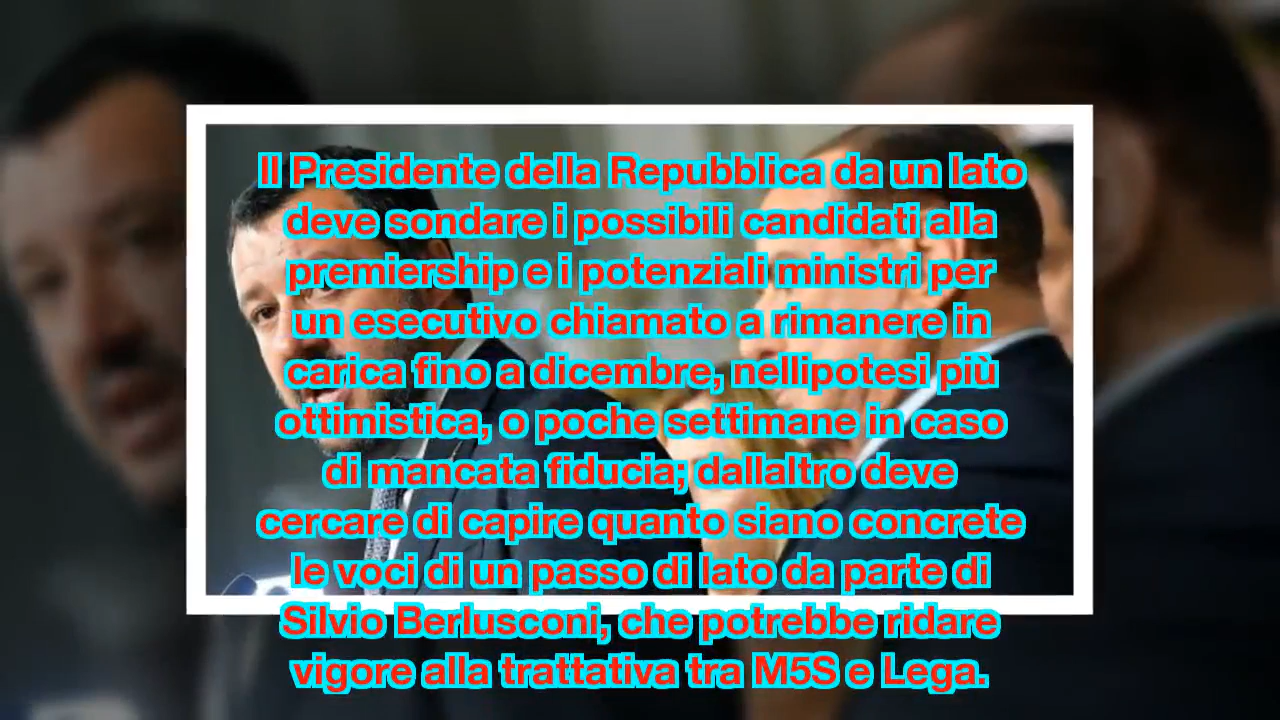 Il Presidente della Repubblica da un lato
deve sondare i possibili candidati alla
premiership e i potenziali ministri per
un esecutivo chiamato a rimanere in
carica fino a dicembre, nellipotesi più
ottimistica, o poche settimane in caso
di mancata fiducia; dallaltro deve
cercare di capire quanto siano concrete
le voci di un passo di lato da parte di
Silvio Berlusconi, che potrebbe ridare
vigore alla trattativa tra M5S e Lega.